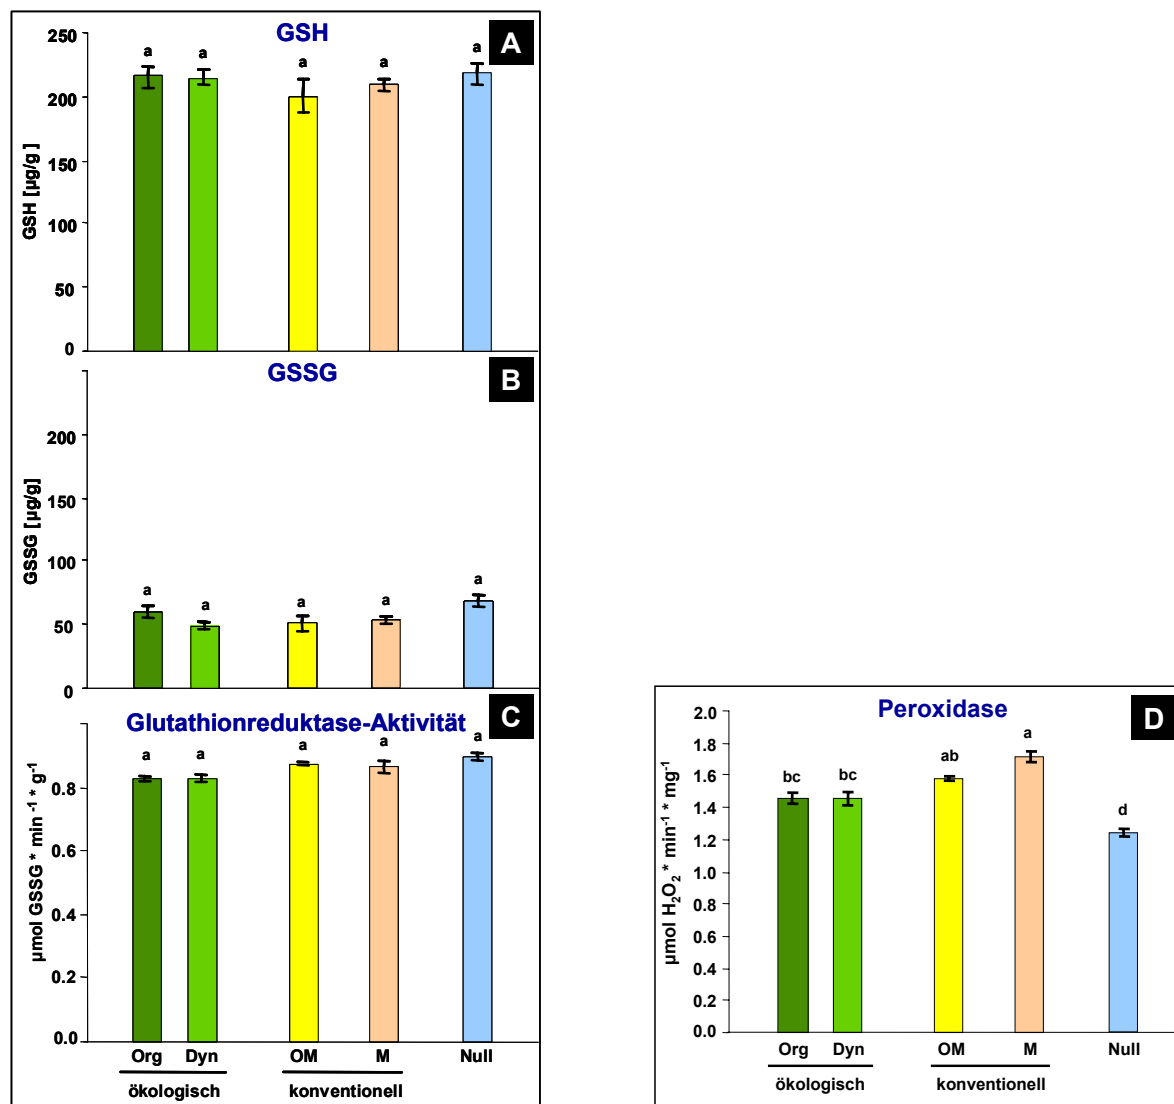 GSH
A
250
200
150
100
50
0
GSH [µg/g ]
a a a a a
GSSG
B
200
150
100
50
0
GSSG [µg/g]
a a a a a
Glutathionreduktase-Aktivität
C
0.8
0.6
0.4
0.2
0.0
µmol GSSG * min ⁻¹ * g⁻¹
a a a a a
Org Dyn OM M Null
ökologisch konventionell
Peroxidase
D
2.0
1.8
1.6
1.4
1.2
1.0
0.8
0.6
0.4
0.2
0.0
µmol H₂O₂ * min⁻¹ * mg⁻¹
bc bc ab a d
Org Dyn OM M Null
ökologisch konventionell